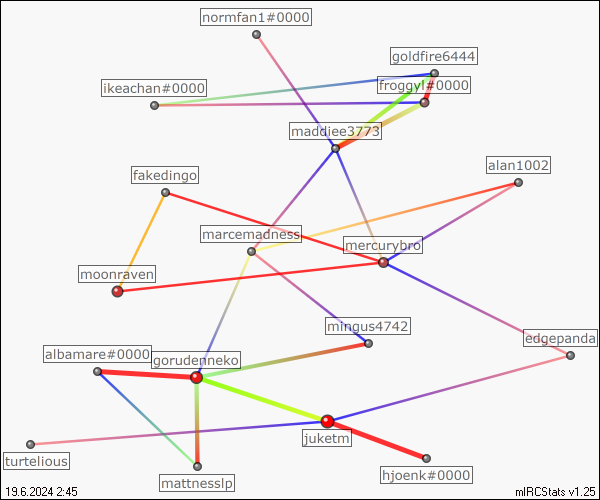 normfan1#0000
goldfire6444
froggyl#0000
ikeachan#0000
maddiee3773
alan1002
fakedingo
marcemadness
mercurybro
moonraven
mingus4742
edgepanda
albamare#0000
gorudenneko
juketm
turtelious
hjoenk#0000
mattnesslp
19.6.2024 2:45
mIRCStats v1.25